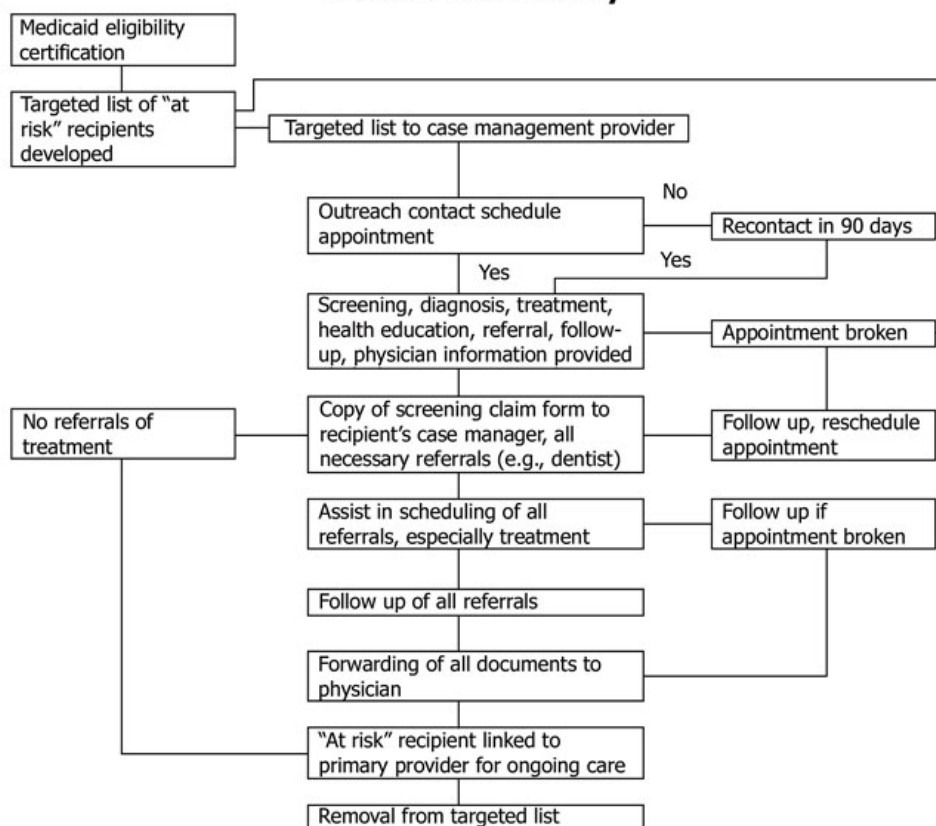 Medicaid eligibility
certification
Targeted list of “at
risk” recipients
developed
Targeted list to case management provider
No
Outreach contact schedule
appointment
Recontact in 90 days
Yes
Yes
Screening, diagnosis, treatment,
health education, referral, follow-
up, physician information provided
Appointment broken
No referrals of
treatment
Copy of screening claim form to
recipient’s case manager, all
necessary referrals (e.g., dentist)
Follow up, reschedule
appointment
Assist in scheduling of all
referrals, especially treatment
Follow up if
appointment broken
Follow up of all referrals
Forwarding of all documents to
physician
“At risk” recipient linked to
primary provider for ongoing care
Removal from targeted list